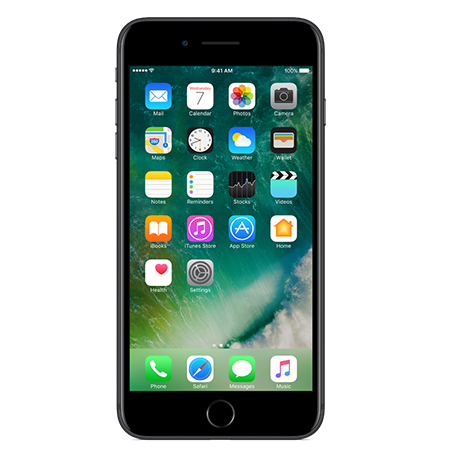 9:41 AM 100%
Wednesday
7
Mail Calendar Photos Camera
Maps Clock Weather Wallet
Notes Reminders Stocks Videos
iBooks iTunes Store App Store Home
Health Settings
Phone Safari Messages Music